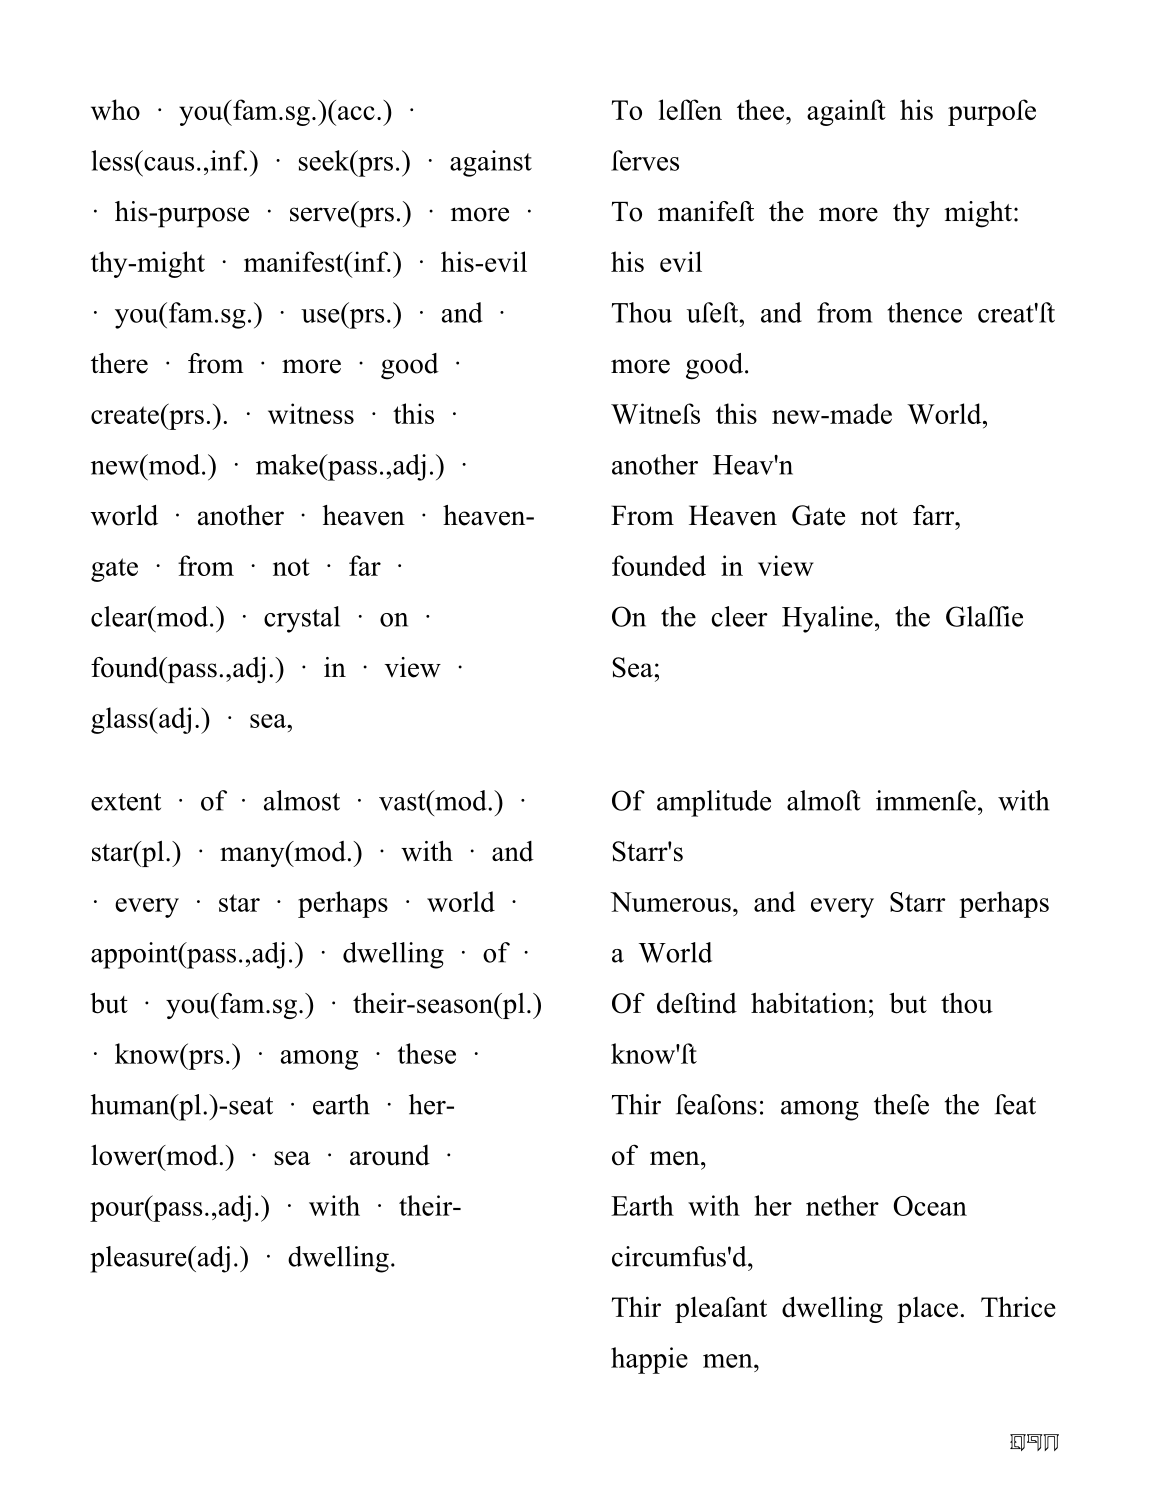 who · you(fam.sg.)(acc.) ·
less(caus.,inf.) · seek(prs.) · against
· his-purpose · serve(prs.) · more ·
thy-might · manifest(inf.) · his-evil
· you(fam.sg.) · use(prs.) · and ·
there · from · more · good ·
create(prs.). · witness · this ·
new(mod.) · make(pass.,adj.) ·
world · another · heaven · heaven-
gate · from · not · far ·
clear(mod.) · crystal · on ·
found(pass.,adj.) · in · view ·
glass(adj.) · sea,
extent · of · almost · vast(mod.) ·
star(pl.) · many(mod.) · with · and
· every · star · perhaps · world ·
appoint(pass.,adj.) · dwelling · of ·
but · you(fam.sg.) · their-season(pl.)
· know(prs.) · among · these ·
human(pl.)-seat · earth · her-
lower(mod.) · sea · around ·
pour(pass.,adj.) · with · their-
pleasure(adj.) · dwelling.
To leſſen thee, againſt his purpoſe
ſerves
To manifeſt the more thy might:
his evil
Thou uſeſt, and from thence creat'ſt
more good.
Witneſs this new-made World,
another Heav'n
From Heaven Gate not farr,
founded in view
On the cleer Hyaline, the Glaſſie
Sea;
Of amplitude almoſt immenſe, with
Starr's
Numerous, and every Starr perhaps
a World
Of deſtind habitation; but thou
know'ſt
Thir ſeaſons: among theſe the ſeat
of men,
Earth with her nether Ocean
circumfus'd,
Thir pleaſant dwelling place. Thrice
happie men,